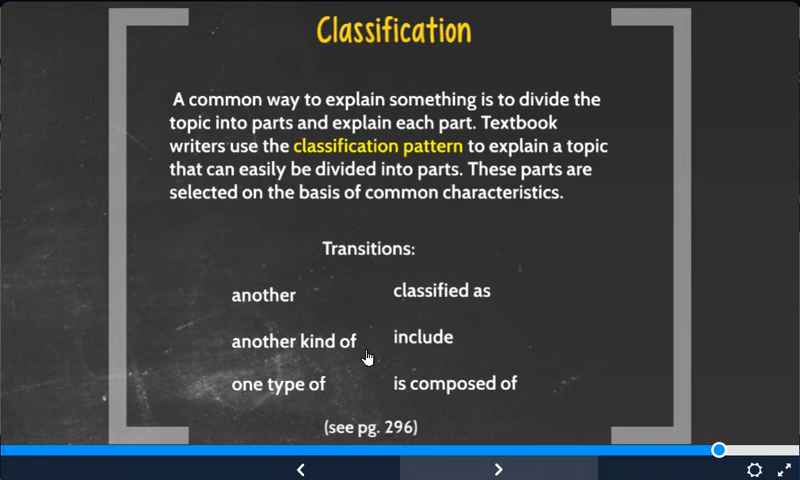 Classification
A common way to explain something is to divide the
topic into parts and explain each part. Textbook
writers use the classification pattern to explain a topic
that can easily be divided into parts. These parts are
selected on the basis of common characteristics.
Transitions:
another
classified as
another kind of
include
one type of
is composed of
(see pg. 296)